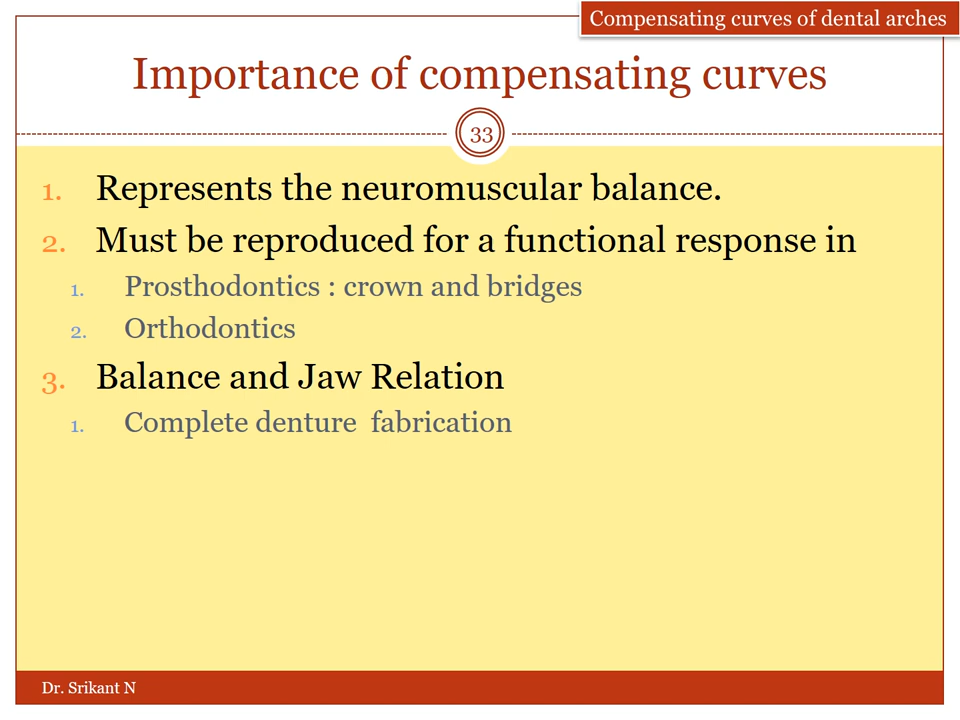 Compensating curves of dental arches
Importance of compensating curves
33
1. Represents the neuromuscular balance.
2. Must be reproduced for a functional response in
1. Prosthodontics : crown and bridges
2. Orthodontics
3. Balance and Jaw Relation
1. Complete denture  fabrication
Dr. Srikant N